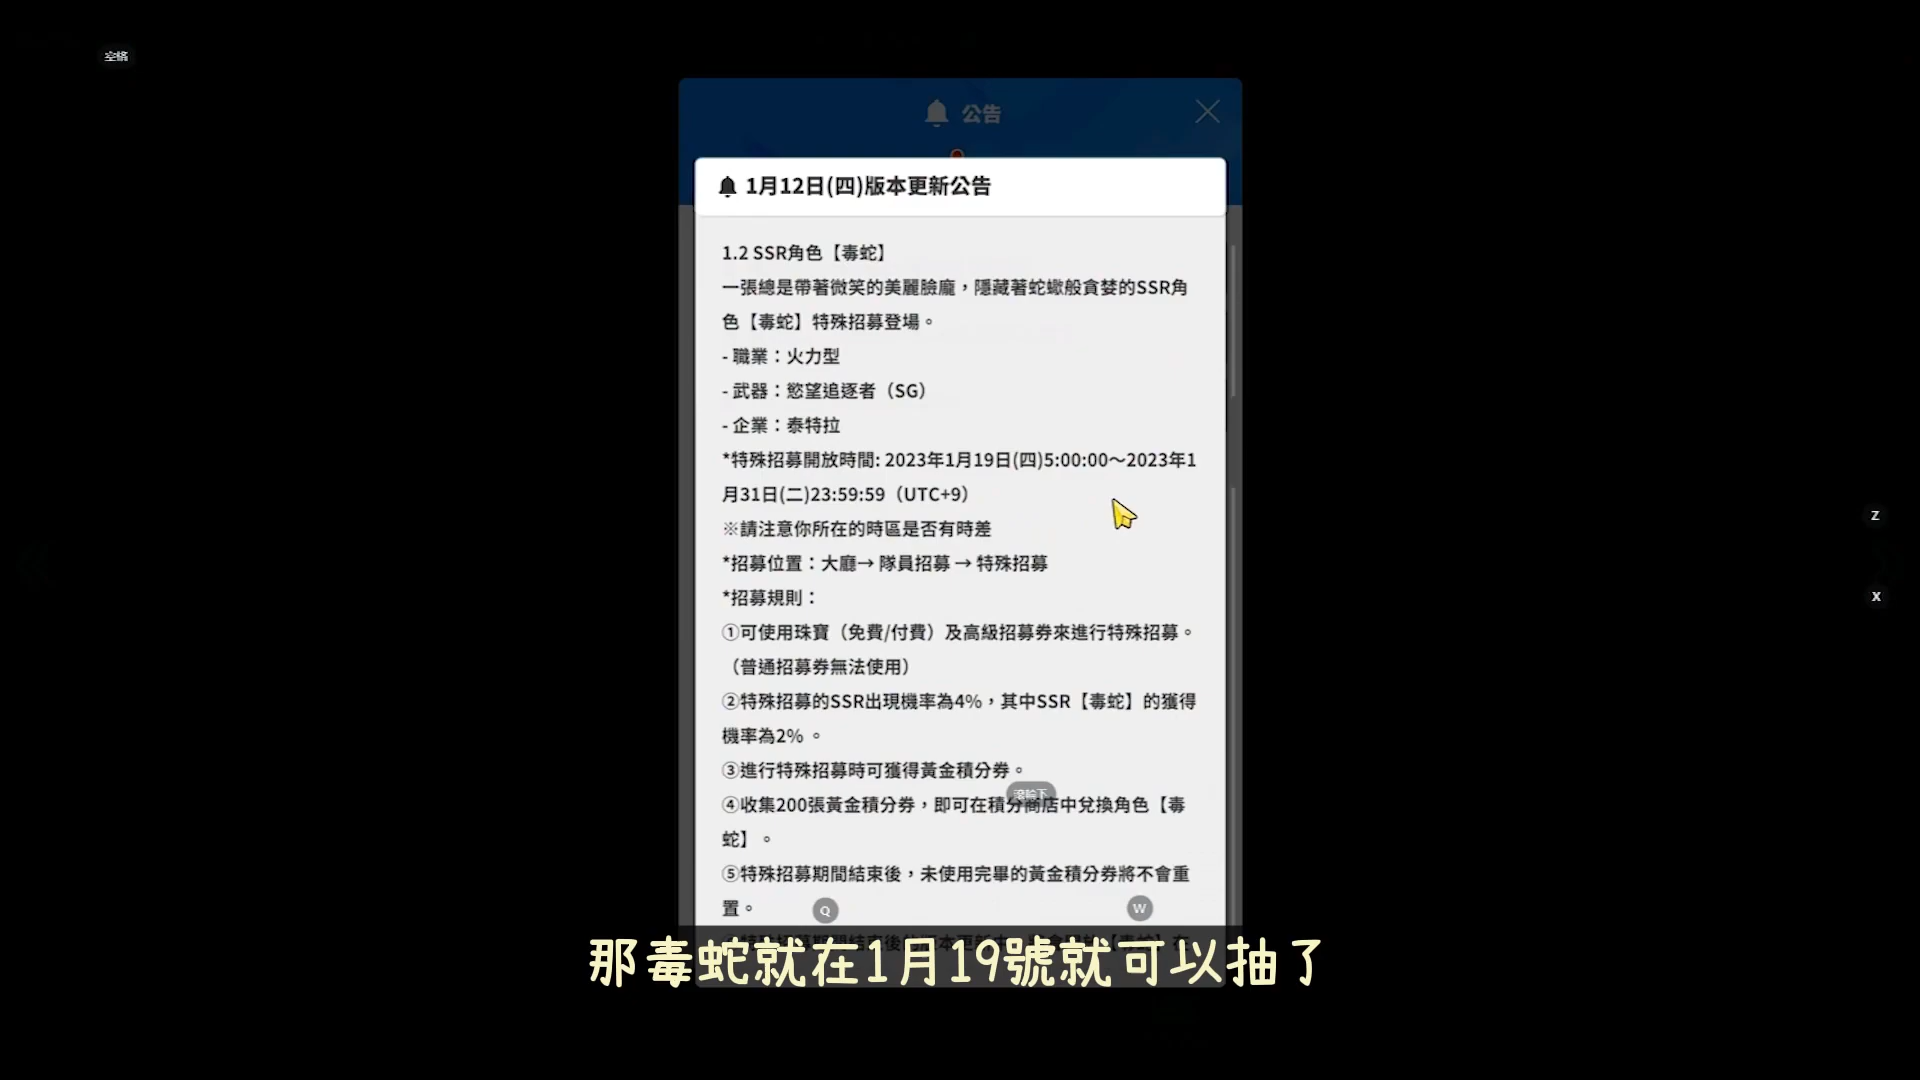 空格
公告
1月12日(四)版本更新公告
1.2 SSR角色【毒蛇】
一張總是帶著微笑的美麗臉龐，隱藏著蛇蠍般貪婪的SSR角
色【毒蛇】特殊招募登場。
- 職業：火力型
- 武器：慾望追逐者（SG）
- 企業：泰特拉
*特殊招募開放時間: 2023年1月19日(四)5:00:00～2023年1
月31日(二)23:59:59（UTC+9）
※請注意你所在的時區是否有時差
*招募位置：大廳→ 隊員招募 → 特殊招募
*招募規則：
①可使用珠寶（免費/付費）及高級招募券來進行特殊招募。
（普通招募券無法使用）
②特殊招募的SSR出現機率為4%，其中SSR【毒蛇】的獲得
機率為2% 。
③進行特殊招募時可獲得黃金積分券。
滾輪下
④收集200張黃金積分券，即可在積分商店中兌換角色【毒
蛇】 。
⑤特殊招募期間結束後，未使用完畢的黃金積分券將不會重
置。
Q
W
那毒蛇就在1月19號就可以抽了
Z
X